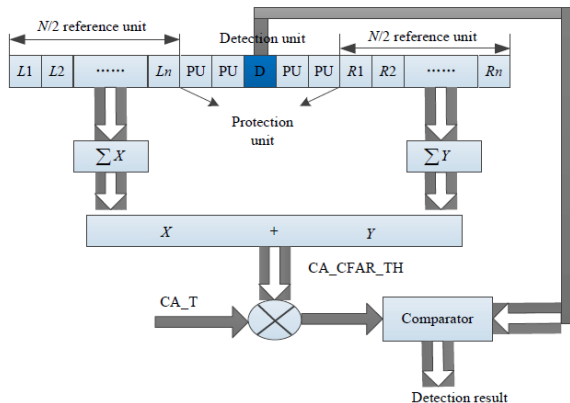 N/2 reference unit
Detection unit
N/2 reference unit
L1 L2 ...... Ln PU PU D PU PU R1 R2 ...... Rn
Protection
unit
∑ X
∑ Y
X + Y
CA_CFAR_TH
CA_T
Comparator
Detection result